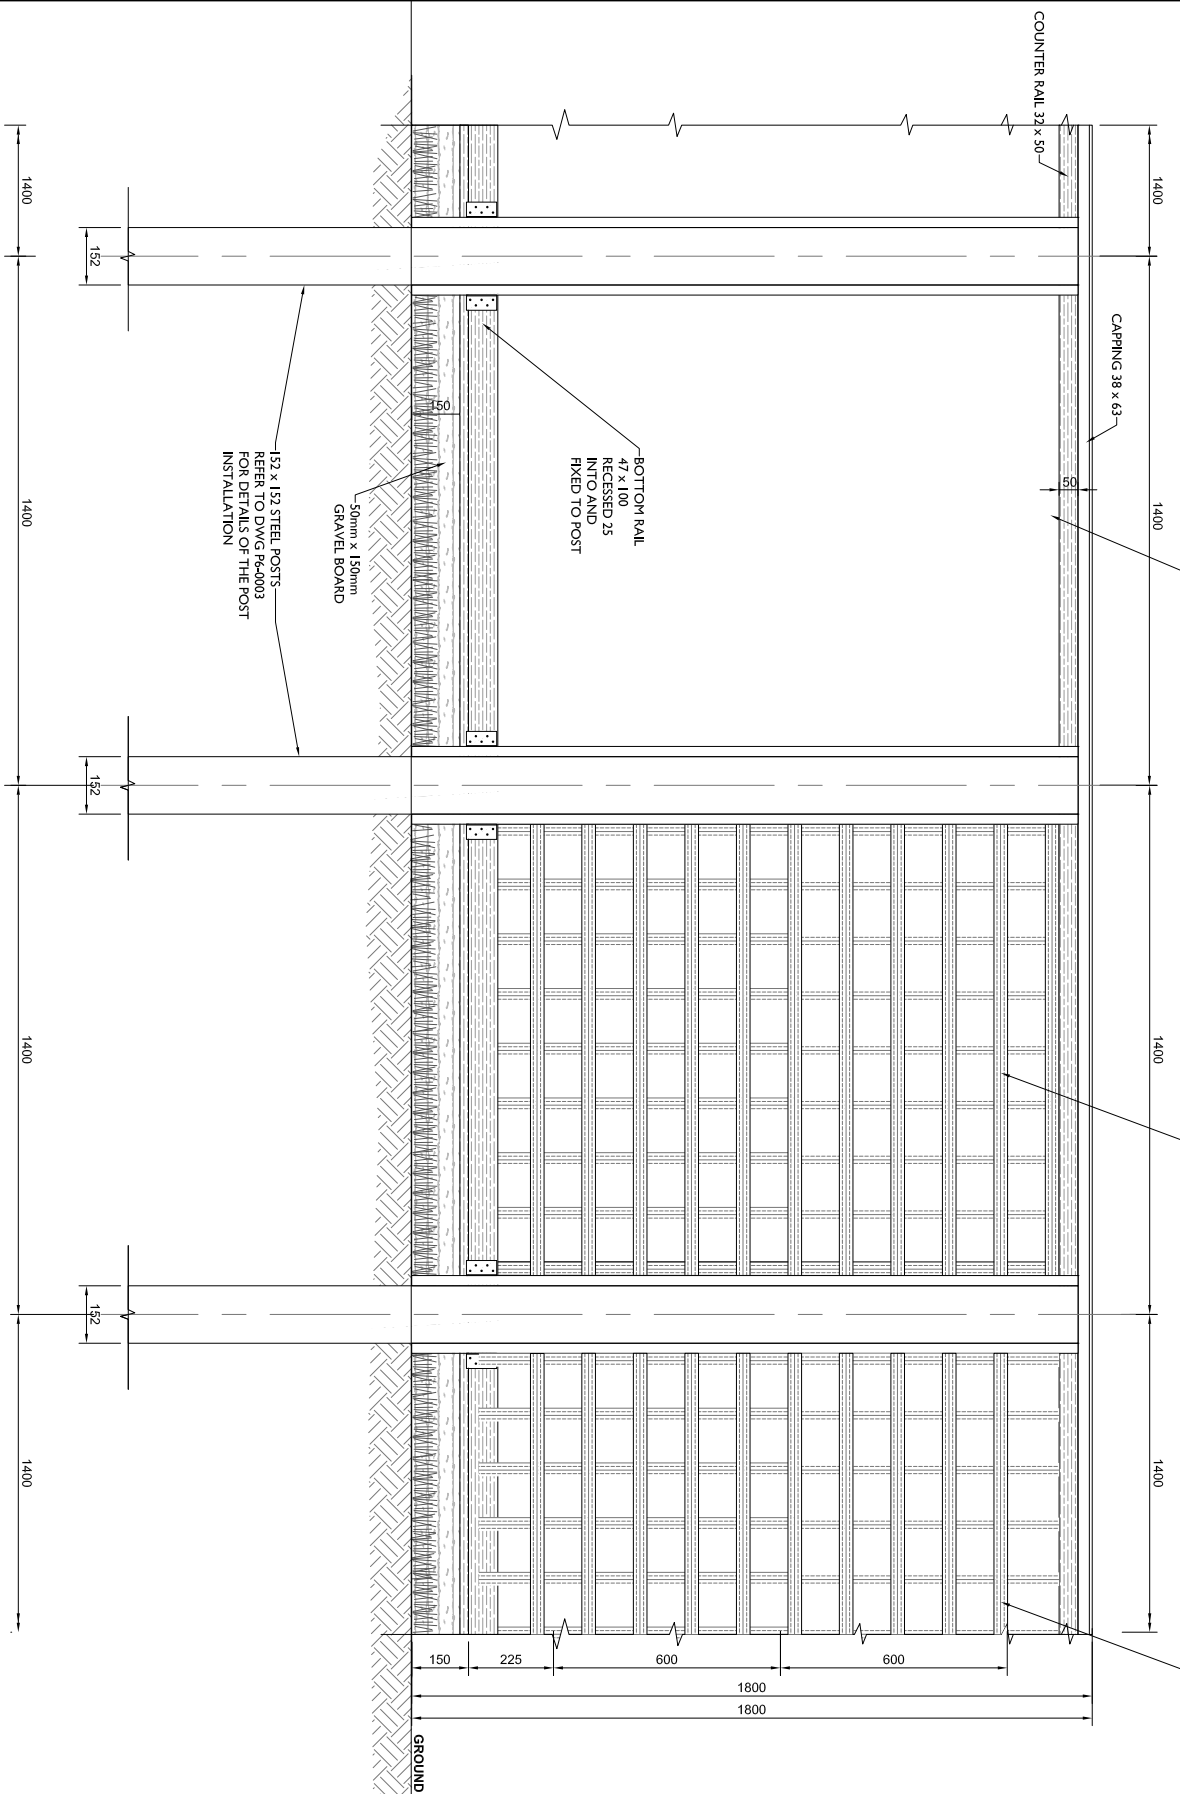 COUNTER RAIL 32 x 50
CAPPING 38 x 63
1400
1400
1400
1400
50
BOTTOM RAIL
47 x 100
RECESSED 25
INTO AND
FIXED TO POST
150
50mm x 150mm
GRAVEL BOARD
152 x 152 STEEL POSTS
REFER TO DWG P6-0003
FOR DETAILS OF THE POST
INSTALLATION
152
152
152
1400
1400
1400
1400
150
225
600
600
1800
1800
GROUND